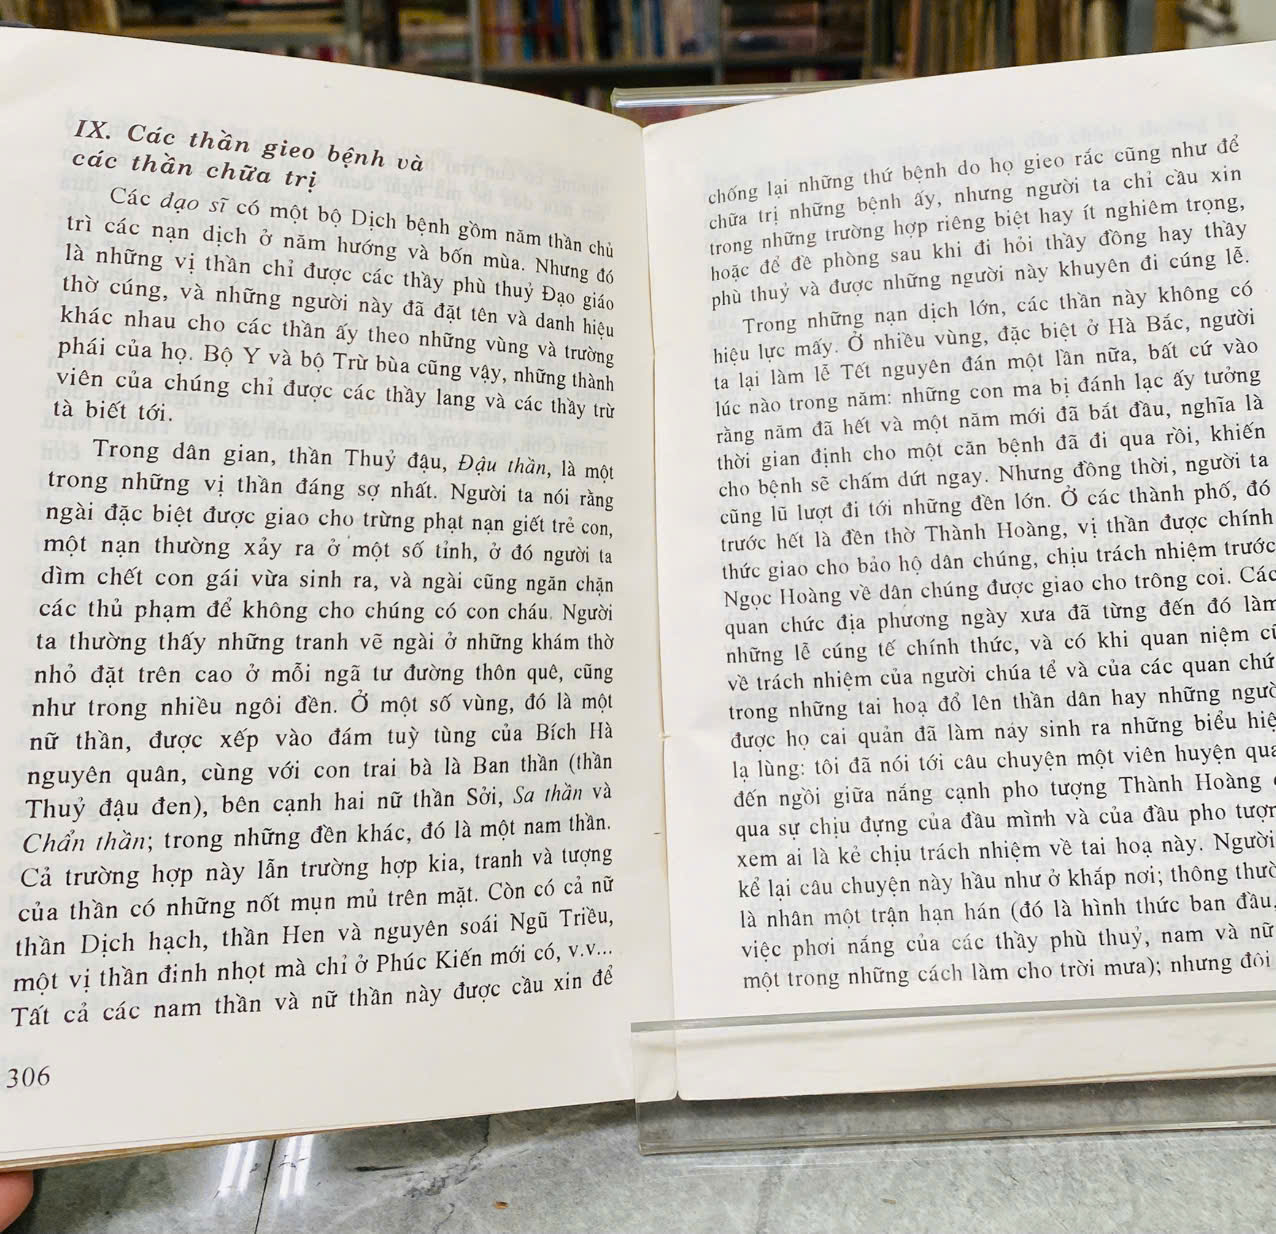 IX. Các thần gieo bệnh và
các thần chữa trị
Các đạo sĩ có một bộ Dịch bệnh gồm năm thần chủ
trì các nạn dịch ở năm hướng và bốn mùa. Nhưng đó
là những vị thần chỉ được các thầy phù thuỷ Đạo giáo
thờ cúng, và những người này đã đặt tên và danh hiệu
khác nhau cho các thần ấy theo những vùng và trường
phái của họ. Bộ Y và bộ Trừ bùa cũng vậy, những thành
viên của chúng chỉ được các thầy lang và các thầy trừ
tà biết tới.
Trong dân gian, thần Thuỷ đậu, Đậu thần, là một
trong những vị thần đáng sợ nhất. Người ta nói rằng
ngài đặc biệt được giao cho trừng phạt nạn giết trẻ con,
một nạn thường xảy ra ở một số tỉnh, ở đó người ta
dìm chết con gái vừa sinh ra, và ngài cũng ngăn chặn
các thủ phạm để không cho chúng có con cháu. Người
ta thường thấy những tranh vẽ ngài ở những khám thờ
nhỏ đặt trên cao ở mỗi ngã tư đường thôn quê, cũng
như trong nhiều ngôi đền. Ở một số vùng, đó là một
nữ thần, được xếp vào đám tuỳ tùng của Bích Hà
nguyên quân, cùng với con trai bà là Ban thần (thần
Thuỷ đậu đen), bên cạnh hai nữ thần Sởi, Sa thần và
Chẩn thần; trong những đền khác, đó là một nam thần.
Cả trường hợp này lẫn trường hợp kia, tranh và tượng
của thần có những nốt mụn mủ trên mặt. Còn có cả nữ
thần Dịch hạch, thần Hen và nguyên soái Ngũ Triều,
một vị thần đinh nhọt mà chỉ ở Phúc Kiến mới có, v.v...
Tất cả các nam thần và nữ thần này được cầu xin để
306
chống lại những thứ bệnh do họ gieo rắc cũng như để
chữa trị những bệnh ấy, nhưng người ta chỉ cầu xin
trong những trường hợp riêng biệt hay ít nghiêm trọng,
hoặc để đề phòng sau khi đi hỏi thầy đồng hay thầy
phù thuỷ và được những người này khuyên đi cúng lễ.
Trong những nạn dịch lớn, các thần này không có
hiệu lực mấy. Ở nhiều vùng, đặc biệt ở Hà Bắc, người
ta lại làm lễ Tết nguyên đán một lần nữa, bất cứ vào
lúc nào trong năm: những con ma bị đánh lạc ấy tưởng
rằng năm đã hết và một năm mới đã bắt đầu, nghĩa là
thời gian định cho một căn bệnh đã đi qua rồi, khiến
cho bệnh sẽ chấm dứt ngay. Nhưng đồng thời, người ta
cũng lũ lượt đi tới những đền lớn. Ở các thành phố, đó
trước hết là đền thờ Thành Hoàng, vị thần được chính
thức giao cho bảo hộ dân chúng, chịu trách nhiệm trước
Ngọc Hoàng về dân chúng được giao cho trông coi. Các
quan chức địa phương ngày xưa đã từng đến đó làm
những lễ cúng tế chính thức, và có khi quan niệm
về trách nhiệm của người chúa tể và của các quan
trong những tai hoạ đổ lên thần dân hay những
được họ cai quản đã làm nảy sinh ra những biểu
lạ lùng: tôi đã nói tới câu chuyện một viên huyện
đến ngồi giữa nắng cạnh pho tượng Thành Hoàng
qua sự chịu đựng của đầu mình và của đầu pho
xem ai là kẻ chịu trách nhiệm về tai hoạ này. Người
kể lại câu chuyện này hầu như ở khắp nơi; thông
là nhân một trận hạn hán (đó là hình thức ban đầu,
việc phơi nắng của các thầy phù thuỷ, nam và nữ
một trong những cách làm cho trời mưa); nhưng đôi